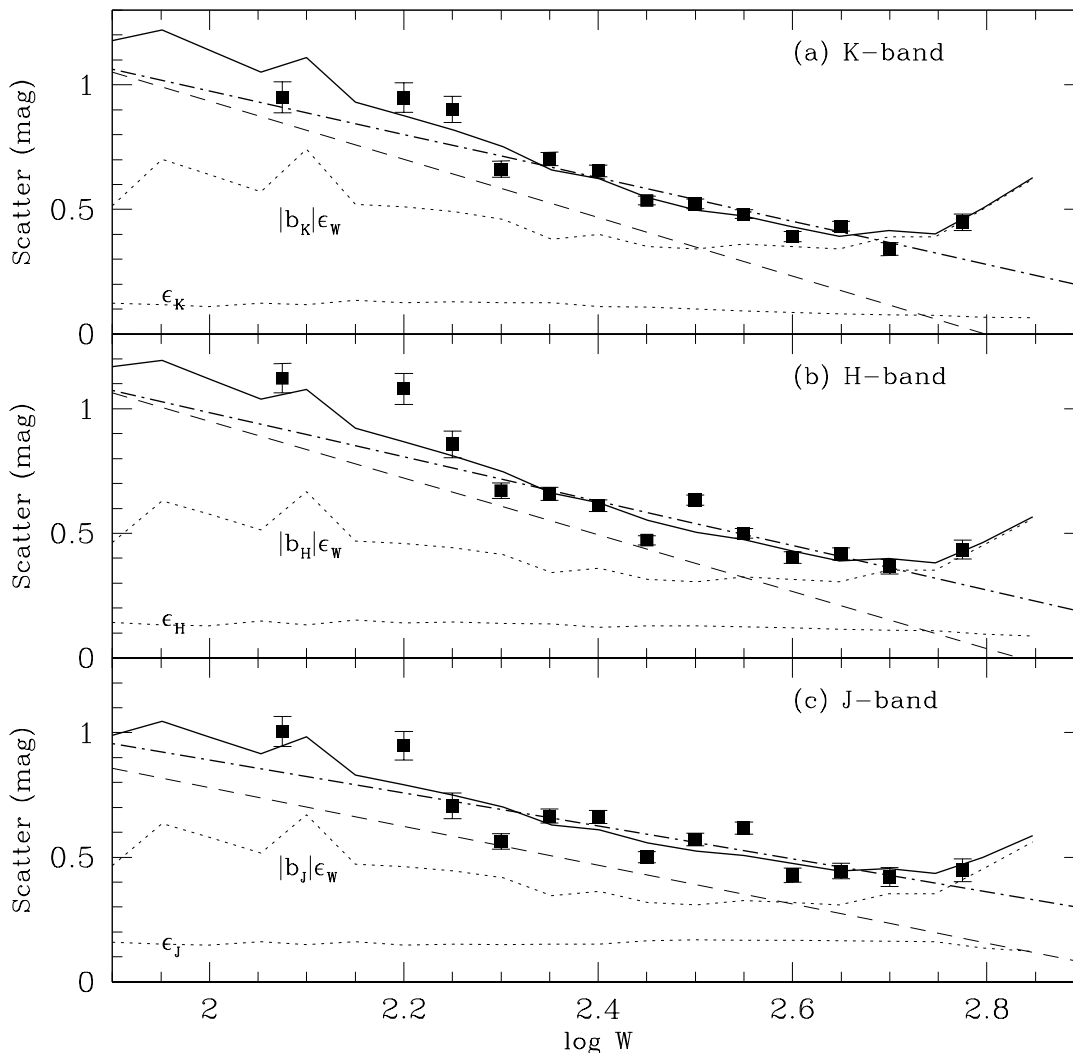 (a) K-band
Scatter (mag)
1
0.5
0
|b_K|ϵ_W
ϵ_K
(b) H-band
Scatter (mag)
1
0.5
0
|b_H|ϵ_W
ϵ_H
(c) J-band
Scatter (mag)
1
0.5
0
|b_J|ϵ_W
ϵ_J
2 2.2 2.4 2.6 2.8
log W